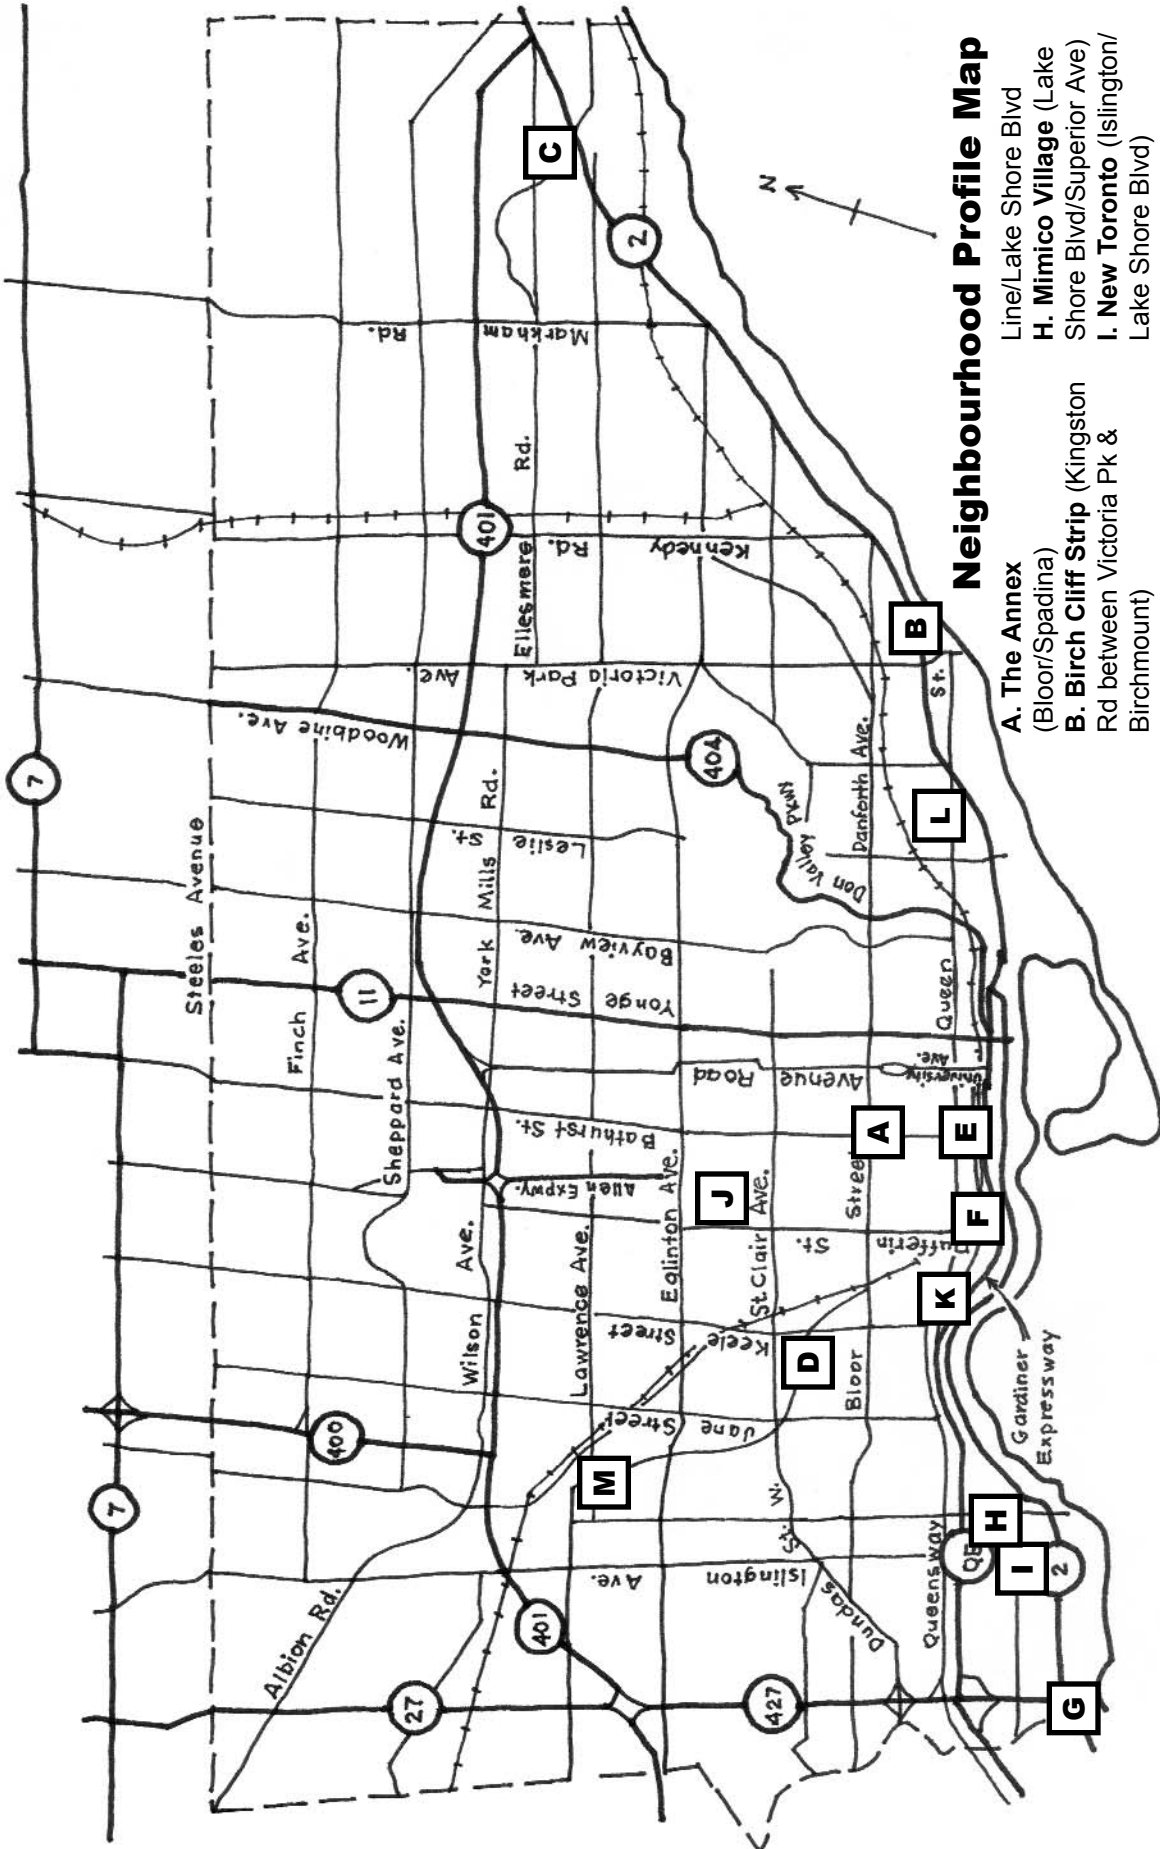 Neighbourhood Profile Map
A. The Annex
(Bloor/Spadina)
B. Birch Cliff Strip (Kingston
Rd between Victoria Pk &
Birchmount)
Line/Lake Shore Blvd
H. Mimico Village (Lake
Shore Blvd/Superior Ave)
I. New Toronto (Islington/
Lake Shore Blvd)
N
7
7
Steeles Avenue
Albion Rd.
27
400
Finch Ave.
11
Sheppard Ave.
Woodbine Ave.
Markham Rd.
401
Wilson Ave.
401
York Mills Rd.
Ellesmere Rd.
Allen Expwy.
Bathurst St.
Yonge Street
Bayview Ave.
Leslie St.
Victoria Park Ave.
Kennedy Rd.
C
2
M
Lawrence Ave.
Islington Ave.
Jane Street
Keele Street
Eglinton Ave.
J
404
427
Dundas St. W.
D
St Clair Ave.
Dufferin St.
Avenue Road
Don Valley Pkwy
Bloor Stree
A
Danforth Ave.
Queensway
K
F
E
University Ave.
Queen St.
L
B
QE
H
I
2
G
Gardiner
Expressway